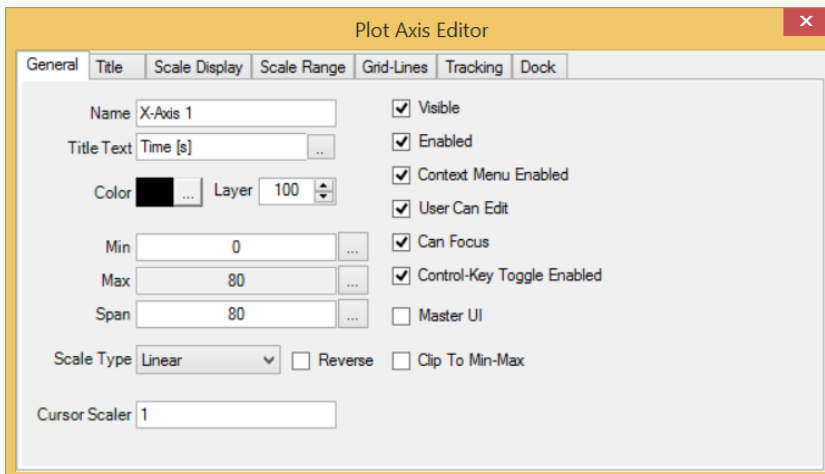 Plot Axis Editor
x
General Title Scale Display Scale Range Grid-Lines Tracking Dock
Name X-Axis 1
Visible
Title Text Time [s] ..
Enabled
Color ... Layer 100
Context Menu Enabled
User Can Edit
Min 0 ...
Can Focus
Max 80 ...
Control-Key Toggle Enabled
Span 80 ...
Master UI
Scale Type Linear Reverse
Clip To Min-Max
Cursor Scaler 1